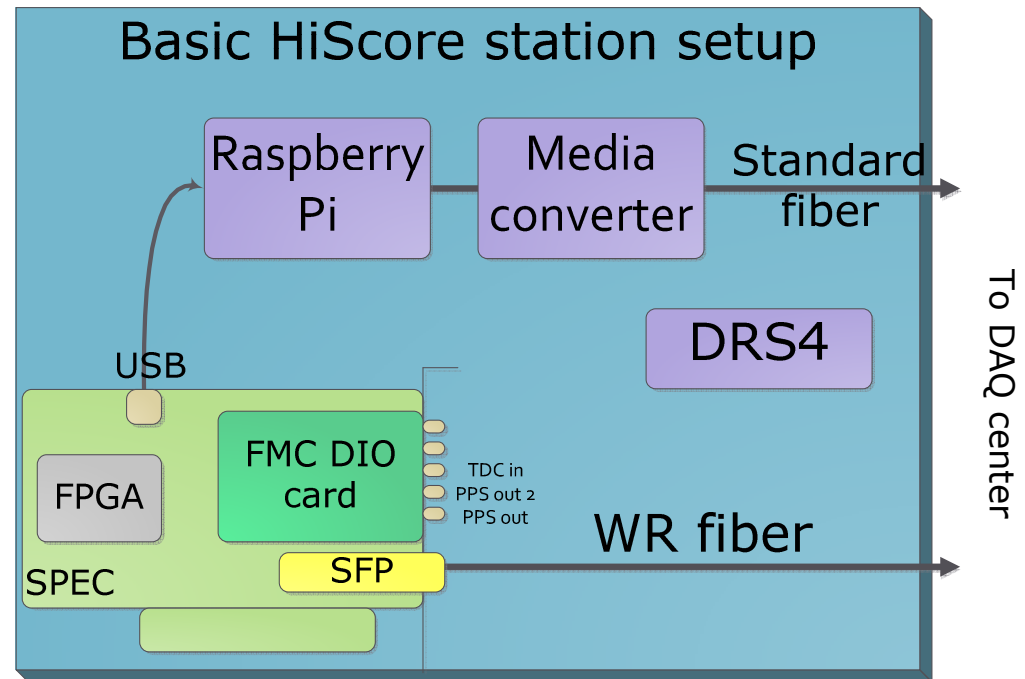 Basic HiScore station setup
Raspberry
Pi
Media
converter
Standard
fiber
To DAQ center
DRS4
USB
FMC DIO
card
FPGA
TDC in
PPS out 2
PPS out
WR fiber
SFP
SPEC